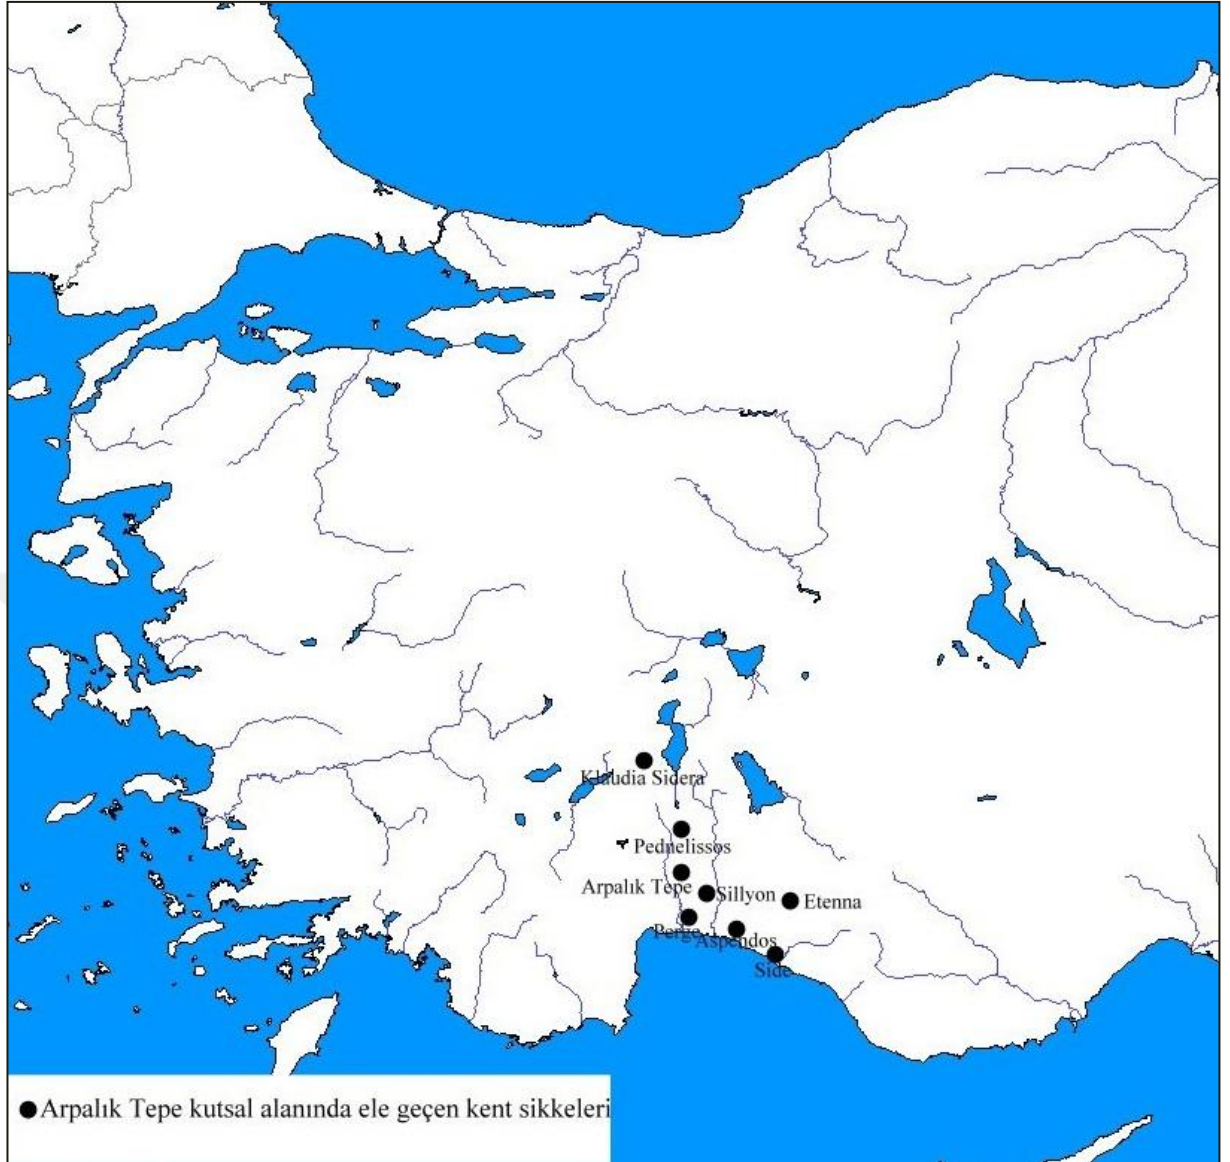 Klaudia Sidera
Pednelissos
Arpalık Tepe
Sillyon
Etenna
Perge
Aspendos
Side
Arpalık Tepe kutsal alanında ele geçen kent sikkeleri